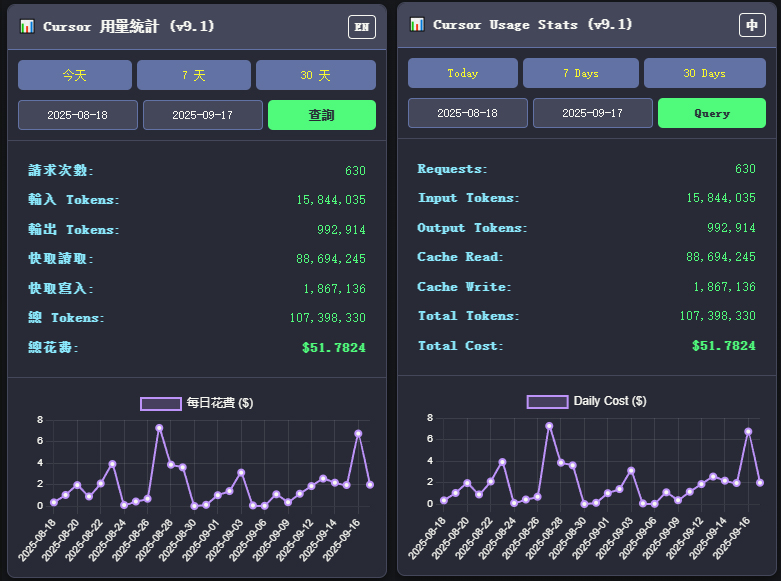 📊 Cursor 用量統計 (v9.1) EN
今天 7 天 30 天
2025-08-18 2025-09-17 查詢
請求次數: 630
輸入 Tokens: 15,844,035
輸出 Tokens: 992,914
快取讀取: 88,694,245
快取寫入: 1,867,136
總 Tokens: 107,398,330
總花費: $51.7824
每日花費 ($)
8
6
4
2
0
2025-08-18 2025-08-20 2025-08-22 2025-08-24 2025-08-26 2025-08-28 2025-08-30 2025-09-01 2025-09-03 2025-09-06 2025-09-09 2025-09-12 2025-09-14 2025-09-16
📊 Cursor Usage Stats (v9.1) 中
Today 7 Days 30 Days
2025-08-18 2025-09-17 Query
Requests: 630
Input Tokens: 15,844,035
Output Tokens: 992,914
Cache Read: 88,694,245
Cache Write: 1,867,136
Total Tokens: 107,398,330
Total Cost: $51.7824
Daily Cost ($)
8
6
4
2
0
2025-08-18 2025-08-20 2025-08-22 2025-08-24 2025-08-26 2025-08-28 2025-08-30 2025-09-01 2025-09-03 2025-09-06 2025-09-09 2025-09-12 2025-09-14 2025-09-16